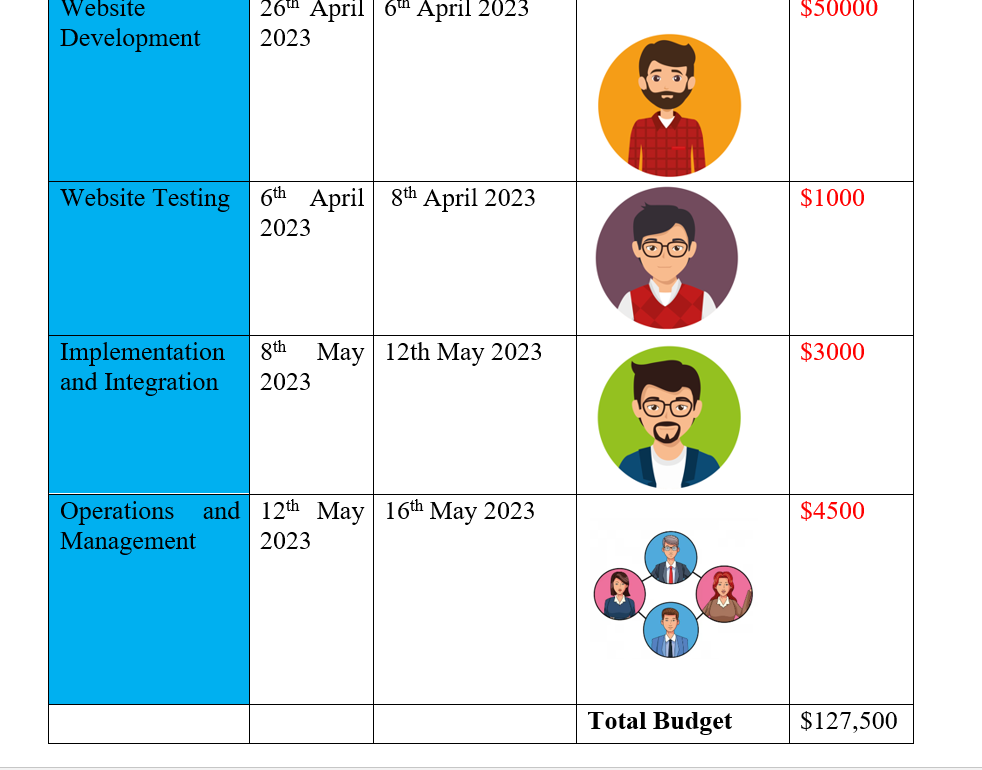 Website 26th April 6th April 2023 $50000
Development 2023
Website Testing 6th April 8th April 2023 $1000
2023
Implementation 8th May 12th May 2023 $3000
and Integration 2023
Operations and 12th May 16th May 2023 $4500
Management 2023
Total Budget $127,500